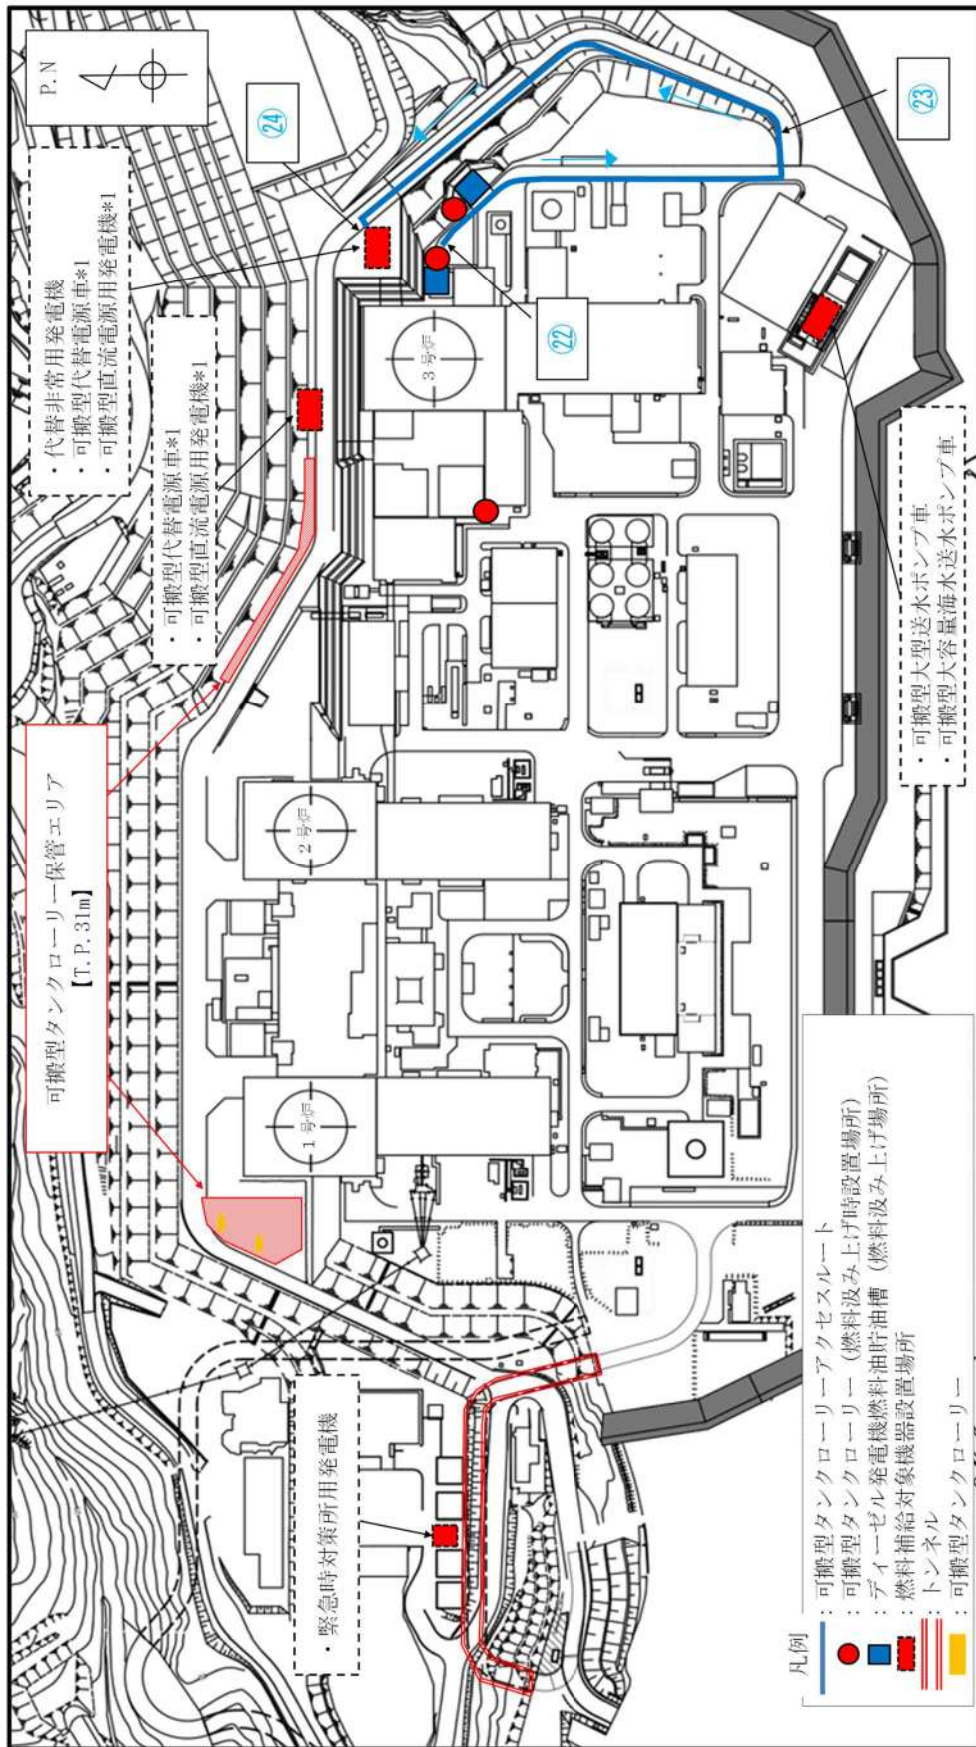 P.N
・代替非常用発電機
・可搬型代替電源車*1
・可搬型直流電源用発電機*1
・可搬型代替電源車*1
・可搬型直流電源用発電機*1
可搬型タンクローリー保管エリア
【T.P.31m】
・緊急時対策所用発電機
㉔
㉓
㉒
3号炉
2号炉
1号炉
・可搬型大型送水ポンプ車
・可搬型大容量海水送水ポンプ車
凡例
：可搬型タンクローリーアクセスルート
：可搬型タンクローリー（燃料汲み上げ時設置場所）
：ディーゼル発電機燃料油貯油槽（燃料汲み上げ場所）
：燃料補給対象機器設置場所
：トンネル
：可搬型タンクローリー